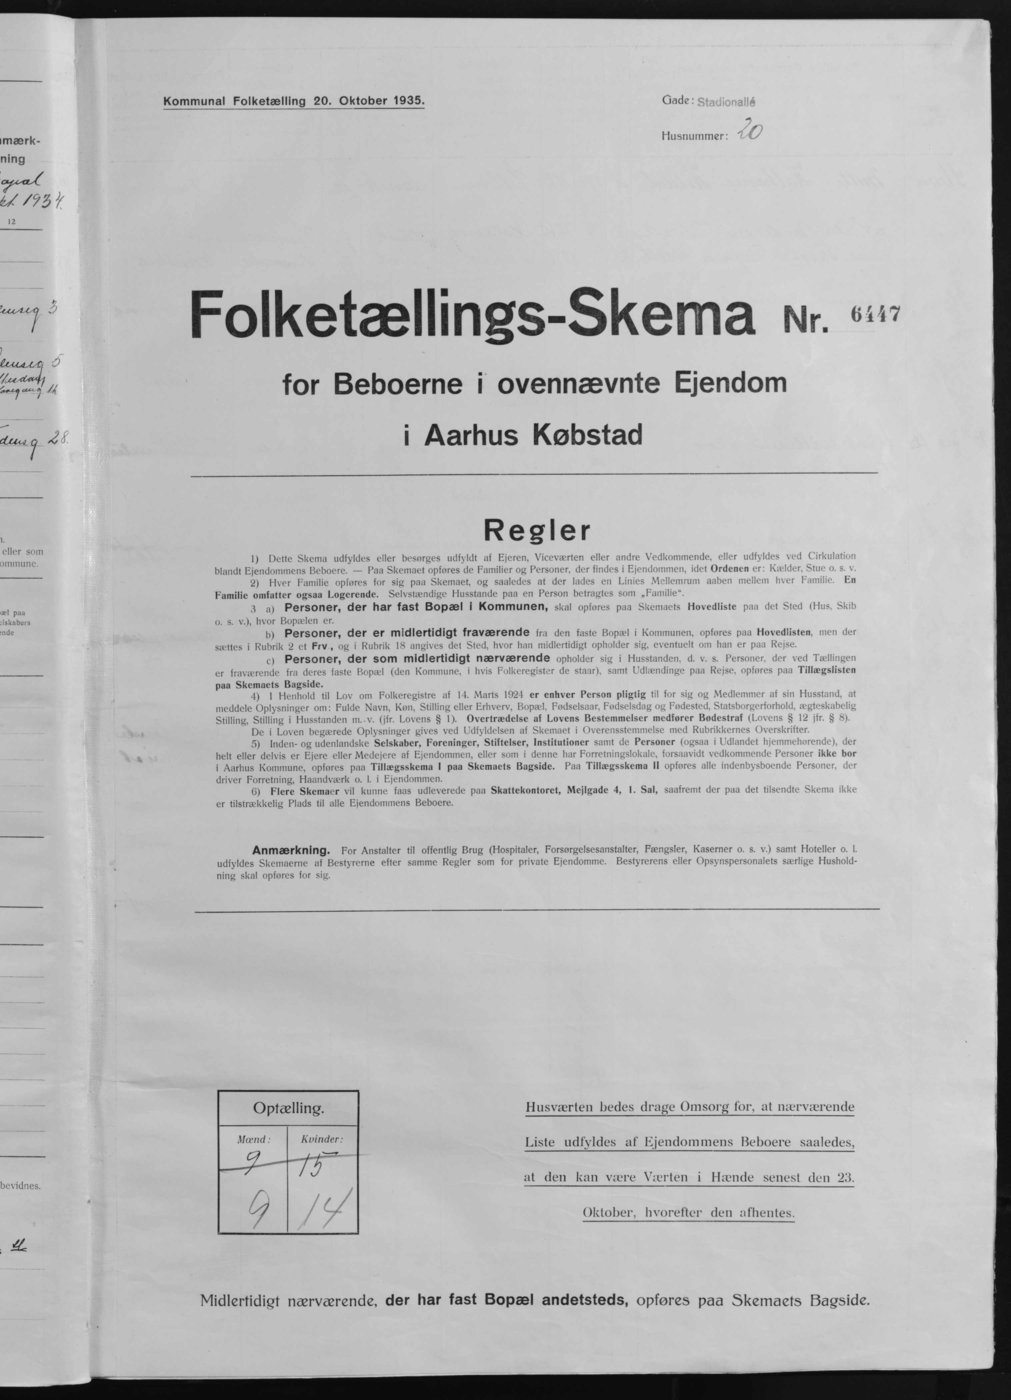 Kommunal Folketælling 20. Oktober 1935.
Gade: Stadionallé
Husnummer: 20
Folketællings-Skema Nr. 6447
for Beboerne i ovennævnte Ejendom
i Aarhus Købstad
Regler
1) Dette Skema udfyldes eller besørges udfyldt af Ejeren, Viceværten eller andre Vedkommende, eller udfyldes ved Cirkulation
blandt Ejendommens Beboere. — Paa Skemaet opføres de Familier og Personer, der findes i Ejendommen, idet Ordenen er: Kælder, Stue o. s. v.
2) Hver Familie opføres for sig paa Skemaet, og saaledes at der lades en Linies Mellemrum aaben mellem hver Familie. En
Familie omfatter ogsaa Logerende. Selvstændige Husstande paa en Person betragtes som „Familie“.
3 a) Personer, der har fast Bopæl i Kommunen, skal opføres paa Skemaets Hovedliste paa det Sted (Hus, Skib
o. s. v.), hvor Bopælen er.
b) Personer, der er midlertidigt fraværende fra den faste Bopæl i Kommunen, opføres paa Hovedlisten, men der
sættes i Rubrik 2 et Frv., og i Rubrik 18 angives det Sted, hvor han midlertidigt opholder sig, eventuelt om han er paa Rejse.
c) Personer, der som midlertidigt nærværende opholder sig i Husstanden, d. v. s. Personer, der ved Tællingen
er fraværende fra deres faste Bopæl (den Kommune, i hvis Folkeregister de staar), samt Udlændinge paa Rejse, opføres paa Tillægslisten
paa Skemaets Bagside.
4) I Henhold til Lov om Folkeregistre af 14. Marts 1924 er enhver Person pligtig til for sig og Medlemmer af sin Husstand, at
meddele Oplysninger om: Fulde Navn, Køn, Stilling eller Erhverv, Bopæl, Fødselsaar, Fødselsdag og Fødested, Statsborgerforhold, ægteskabelig
Stilling, Stilling i Husstanden m. v. (jfr. Lovens § 1). Overtrædelse af Lovens Bestemmelser medfører Bødestraf (Lovens § 12 jfr. § 8).
De i Loven begærede Oplysninger gives ved Udfyldelsen af Skemaet i Overensstemmelse med Rubrikkernes Overskrifter.
5) Inden- og udenlandske Selskaber, Foreninger, Stiftelser, Institutioner samt de Personer (ogsaa i Udlandet hjemmehørende), der
helt eller delvis er Ejere eller Medejere af Ejendommen, eller som i denne har Forretningslokale, forsaavidt vedkommende Personer ikke bor
i Aarhus Kommune, opføres paa Tillægsskema I paa Skemaets Bagside. Paa Tillægsskema II opføres alle indenbysboende Personer, der
driver Forretning, Haandværk o. l. i Ejendommen.
6) Flere Skemaer vil kunne faas udleverede paa Skattekontoret, Mejlgade 4, 1. Sal, saafremt der paa det tilsendte Skema ikke
er tilstrækkelig Plads til alle Ejendommens Beboere.
Anmærkning. For Anstalter til offentlig Brug (Hospitaler, Forsørgelsesanstalter, Fængsler, Kaserner o. s. v.) samt Hoteller o. l.
udfyldes Skemaerne af Bestyrerne efter samme Regler som for private Ejendomme. Bestyrerens eller Opsynspersonalets særlige Hushold-
ning skal opføres for sig.
Optælling.
Mænd: Kvinder:
9 15
9 14
Husværten bedes drage Omsorg for, at nærværende
Liste udfyldes af Ejendommens Beboere saaledes,
at den kan være Værten i Hænde senest den 23.
Oktober, hvorefter den afhentes.
Midlertidigt nærværende, der har fast Bopæl andetsteds, opføres paa Skemaets Bagside.